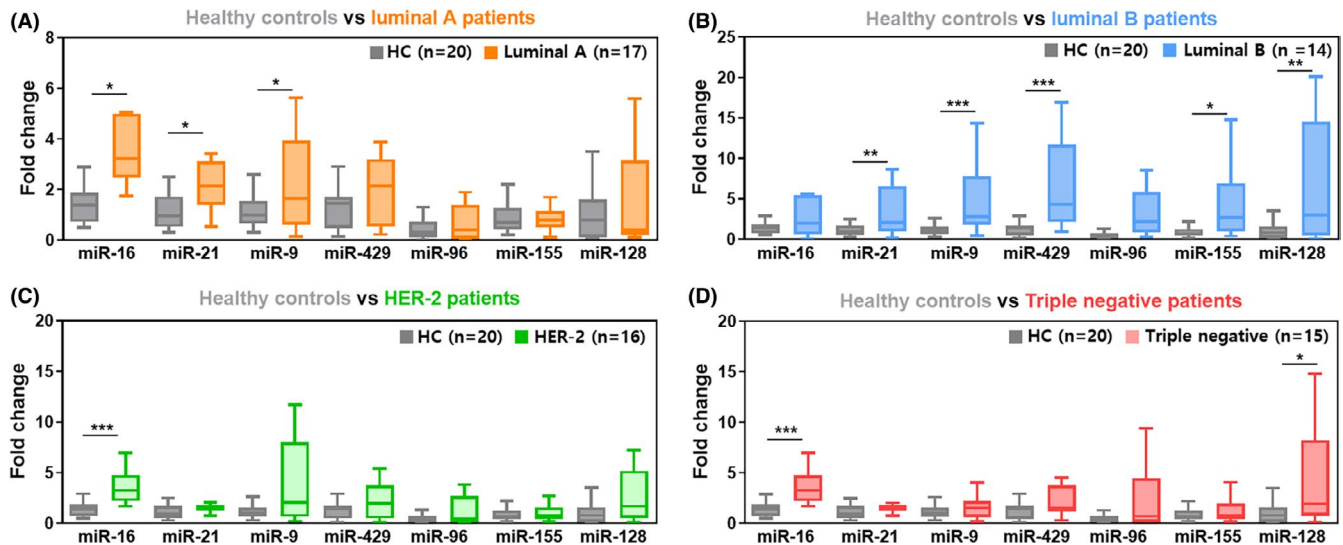 (A)
Healthy controls vs luminal A patients
HC (n=20) Luminal A (n=17)
Fold change
8
6
4
2
0
*
*
*
miR-16 miR-21 miR-9 miR-429 miR-96 miR-155 miR-128
(B)
Healthy controls vs luminal B patients
HC (n=20) Luminal B (n =14)
Fold change
25
20
15
10
5
0
**
***
***
*
**
miR-16 miR-21 miR-9 miR-429 miR-96 miR-155 miR-128
(C)
Healthy controls vs HER-2 patients
HC (n=20) HER-2 (n=16)
Fold change
20
15
10
5
0
***
miR-16 miR-21 miR-9 miR-429 miR-96 miR-155 miR-128
(D)
Healthy controls vs Triple negative patients
HC (n=20) Triple negative (n=15)
Fold change
20
15
10
5
0
***
*
miR-16 miR-21 miR-9 miR-429 miR-96 miR-155 miR-128